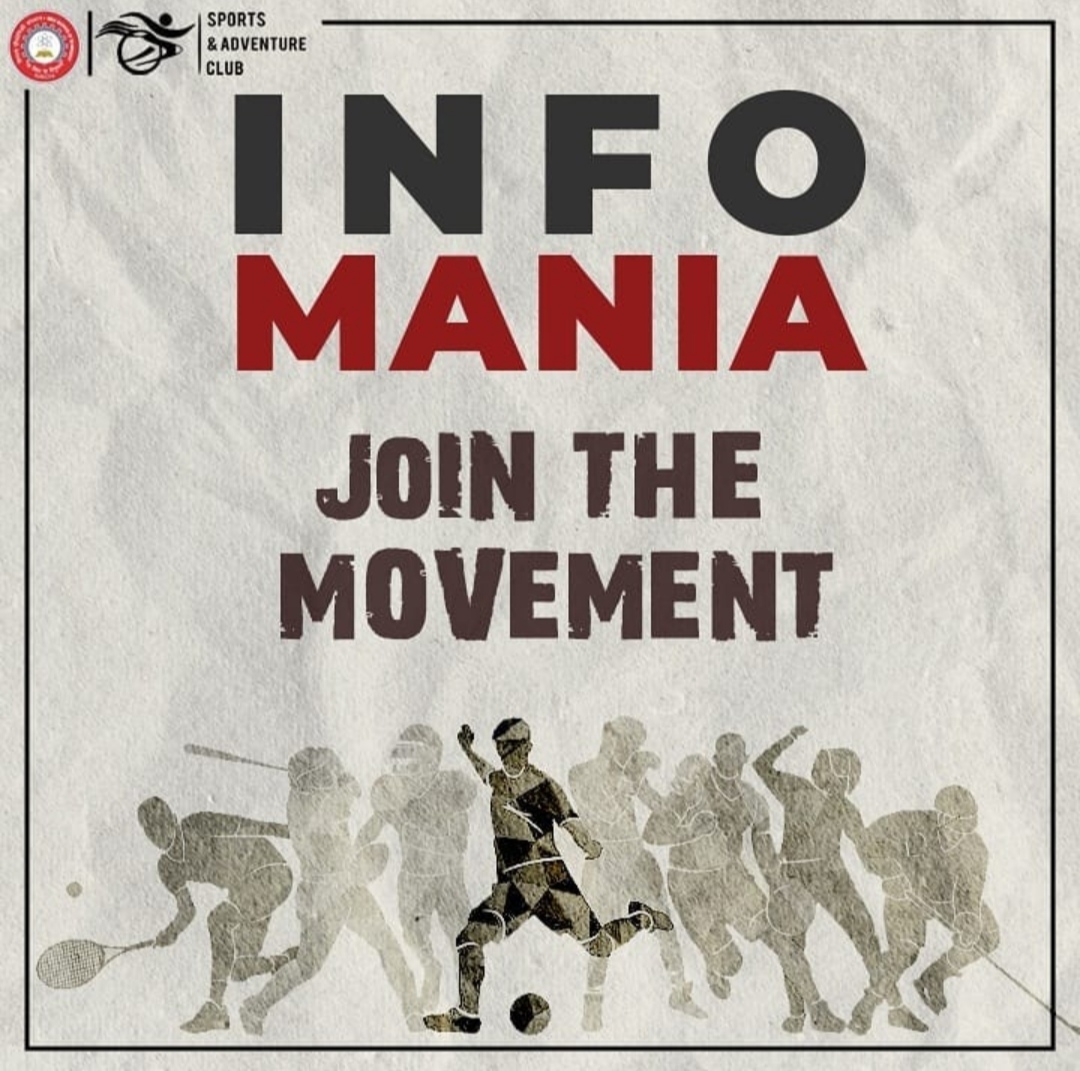 SPORTS
& ADVENTURE
CLUB
INFO
MANIA
JOIN THE
MOVEMENT